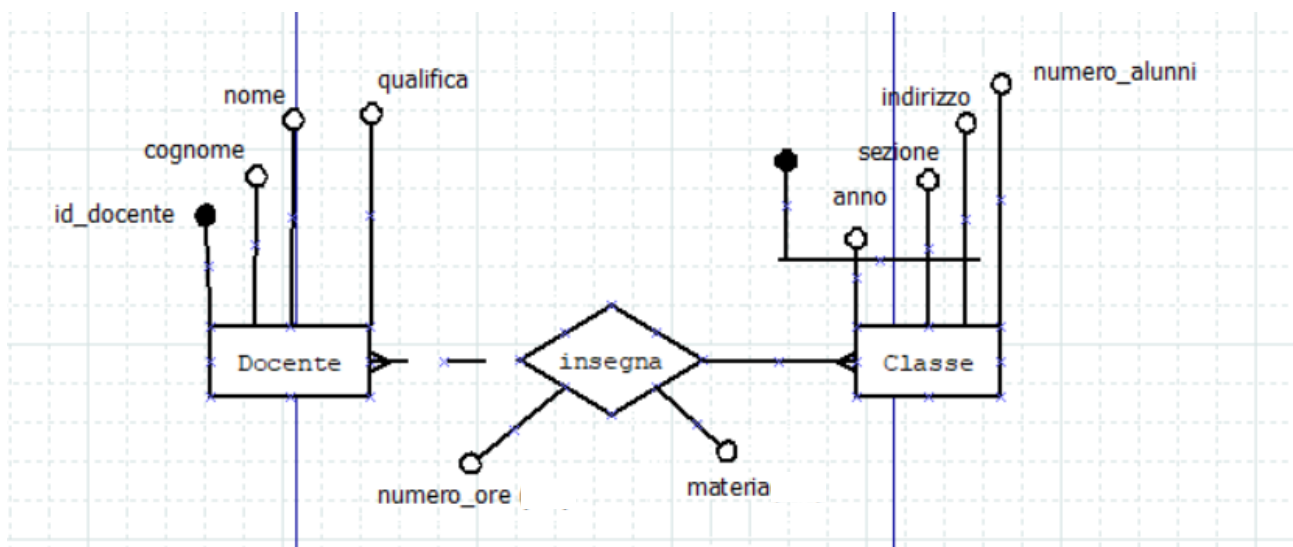 numero_alunni
qualifica
nome
indirizzo
cognome
sezione
anno
id_docente
Docente
insegna
Classe
numero_ore
materia